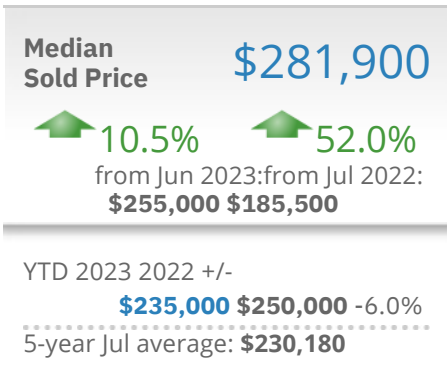 Median
Sold Price
$281,900
10.5%
52.0%
from Jun 2023:from Jul 2022:
$255,000 $185,500
YTD 2023 2022 +/-
$235,000 $250,000 -6.0%
5-year Jul average: $230,180